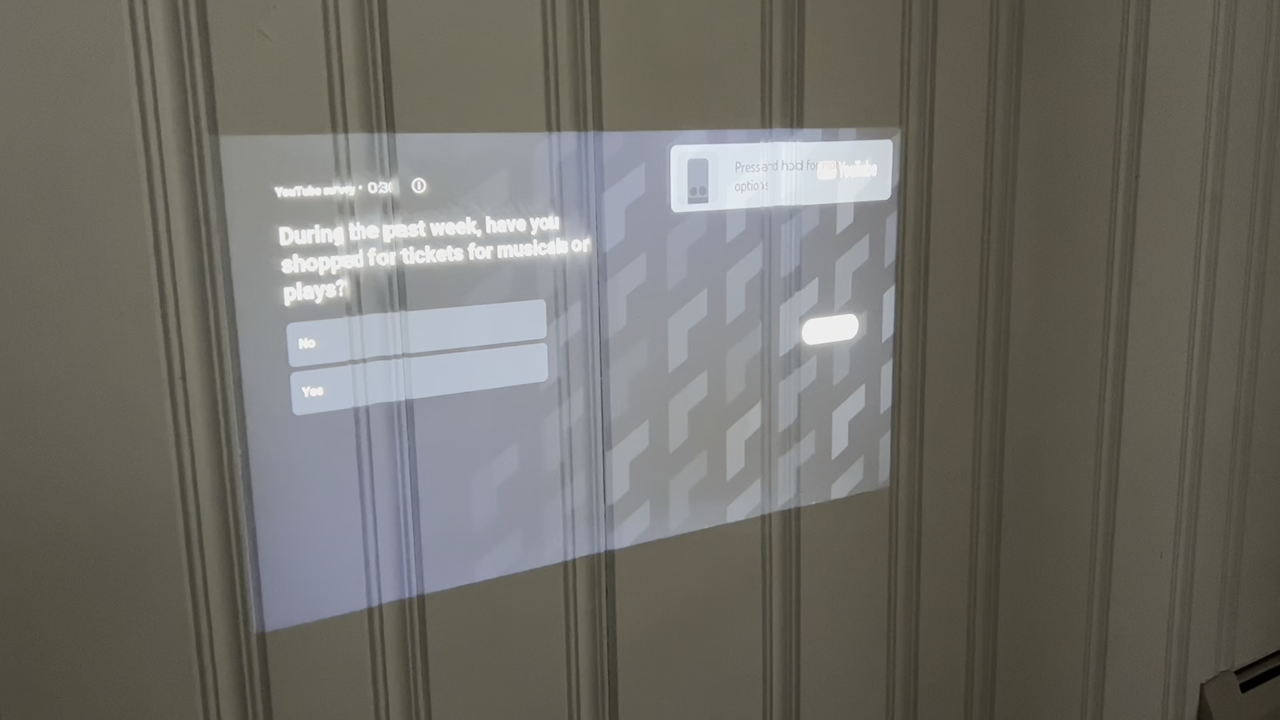 YouTube survey · 0:30
During the past week, have you
shopped for tickets for musicals or
plays?
No
Yes
Press and hold for
options
YouTube